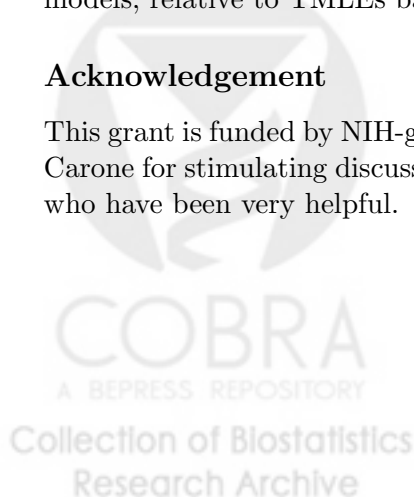 models, relative to TMLEs ba
Acknowledgement
This grant is funded by NIH-g
Carone for stimulating discuss
who have been very helpful.
COBRA
A BEPRESS REPOSITORY
Collection of Biostatistics
Research Archive